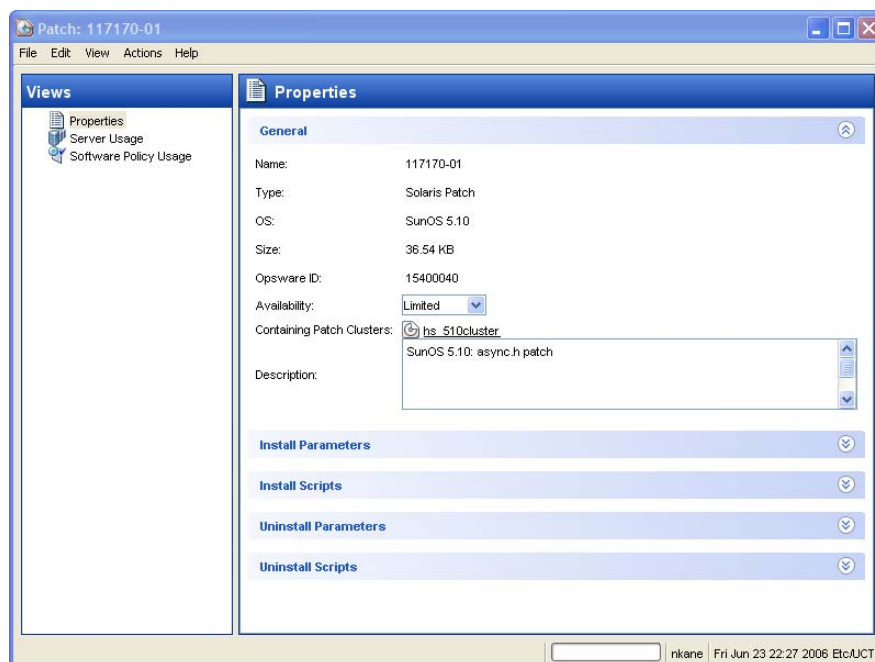 Patch: 117170-01
File Edit View Actions Help
Views
Properties
Server Usage
Software Policy Usage
Properties
General
Name: 117170-01
Type: Solaris Patch
OS: SunOS 5.10
Size: 36.54 KB
Opsware ID: 15400040
Availability: Limited
Containing Patch Clusters: hs_510cluster
Description: SunOS 5.10: async.h patch
Install Parameters
Install Scripts
Uninstall Parameters
Uninstall Scripts
nkane Fri Jun 23 22:27 2006 Etc/UCT